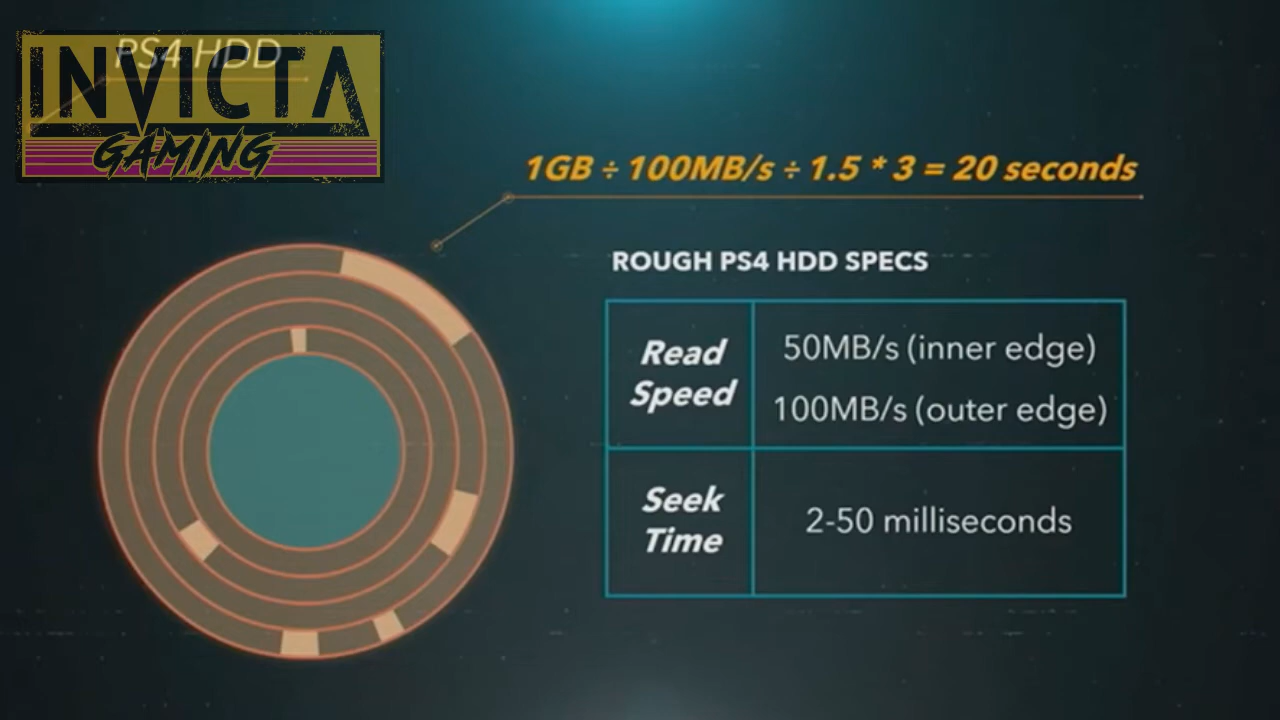 PS4 HDD
INVICTA
GAMING
1GB ÷ 100MB/s ÷ 1.5 * 3 = 20 seconds
ROUGH PS4 HDD SPECS
Read
Speed
50MB/s (inner edge)
100MB/s (outer edge)
Seek
Time
2-50 milliseconds